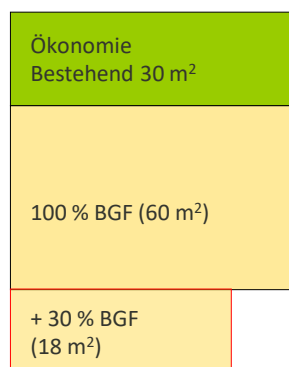 Ökonomie
Bestehend 30 m²
100 % BGF (60 m²)
+ 30 % BGF
(18 m²)